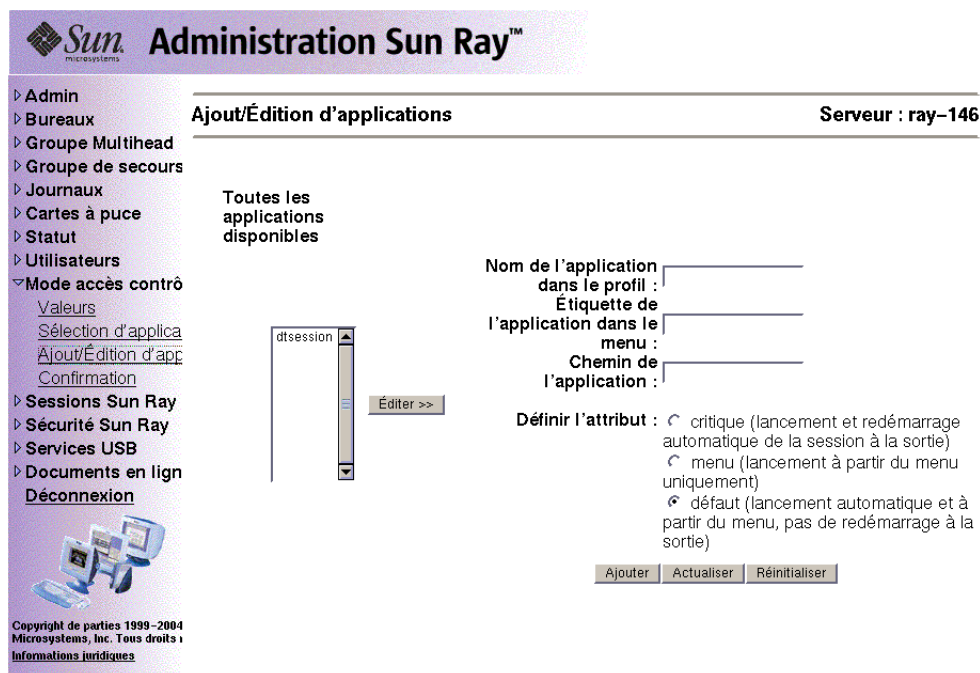 Sun
microsystems
Administration Sun Ray™
Admin
Bureaux
Groupe Multihead
Groupe de secours
Journaux
Cartes à puce
Statut
Utilisateurs
Mode accès contrô
Valeurs
Sélection d'applica
Ajout/Édition d'app
Confirmation
Sessions Sun Ray
Sécurité Sun Ray
Services USB
Documents en lign
Déconnexion
Copyright de parties 1999–2004
Microsystems, Inc. Tous droits
Informations juridiques
Ajout/Édition d'applications
Serveur : ray–146
Toutes les
applications
disponibles
dtsession
Éditer >>
Nom de l'application
dans le profil :
Étiquette de
l'application dans le
menu :
Chemin de
l'application :
Définir l'attribut :
critique (lancement et redémarrage
automatique de la session à la sortie)
menu (lancement à partir du menu
uniquement)
défaut (lancement automatique et à
partir du menu, pas de redémarrage à la
sortie)
Ajouter
Actualiser
Réinitialiser